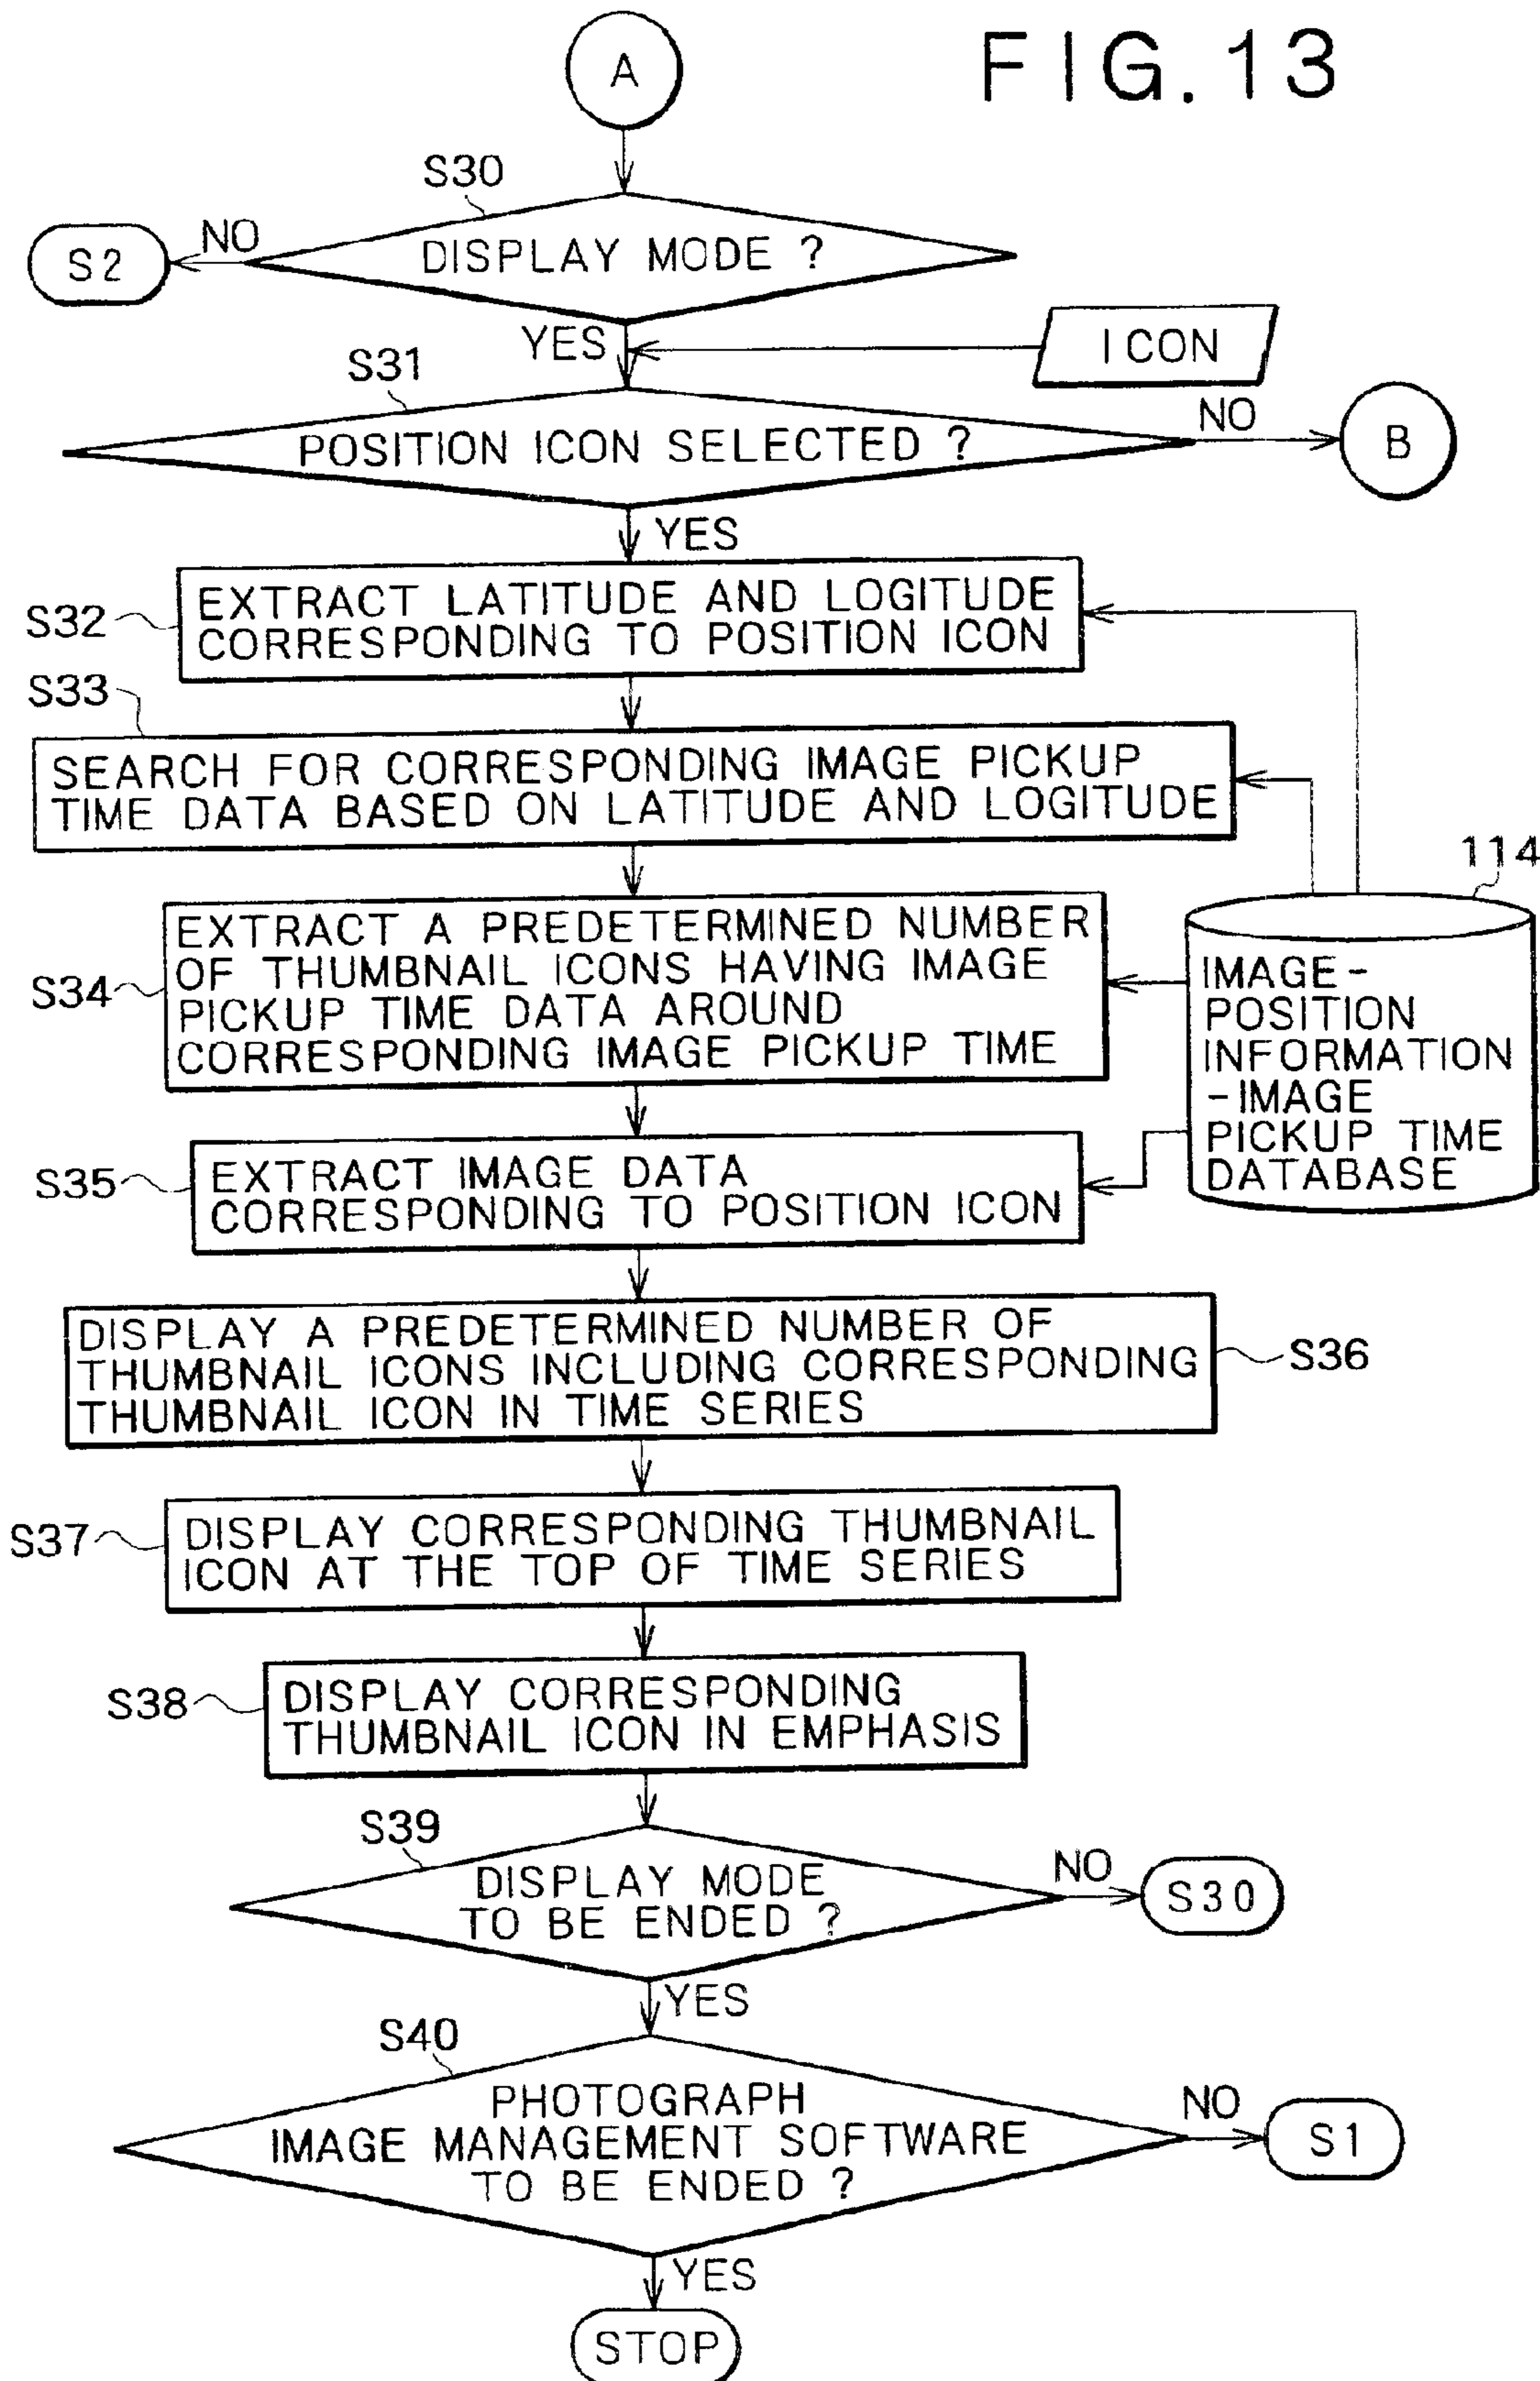 FIG.13
A
S30
DISPLAY MODE ?
NO
S2
YES
ICON
S31
POSITION ICON SELECTED ?
NO
B
YES
S32
EXTRACT LATITUDE AND LOGITUDE
CORRESPONDING TO POSITION ICON
S33
SEARCH FOR CORRESPONDING IMAGE PICKUP
TIME DATA BASED ON LATITUDE AND LOGITUDE
114
IMAGE-
POSITION
INFORMATION
-IMAGE
PICKUP TIME
DATABASE
S34
EXTRACT A PREDETERMINED NUMBER
OF THUMBNAIL ICONS HAVING IMAGE
PICKUP TIME DATA AROUND
CORRESPONDING IMAGE PICKUP TIME
S35
EXTRACT IMAGE DATA
CORRESPONDING TO POSITION ICON
DISPLAY A PREDETERMINED NUMBER OF
THUMBNAIL ICONS INCLUDING CORRESPONDING
THUMBNAIL ICON IN TIME SERIES
S36
S37
DISPLAY CORRESPONDING THUMBNAIL
ICON AT THE TOP OF TIME SERIES
S38
DISPLAY CORRESPONDING
THUMBNAIL ICON IN EMPHASIS
S39
DISPLAY MODE
TO BE ENDED ?
NO
S30
YES
S40
PHOTOGRAPH
IMAGE MANAGEMENT SOFTWARE
TO BE ENDED ?
NO
S1
YES
STOP